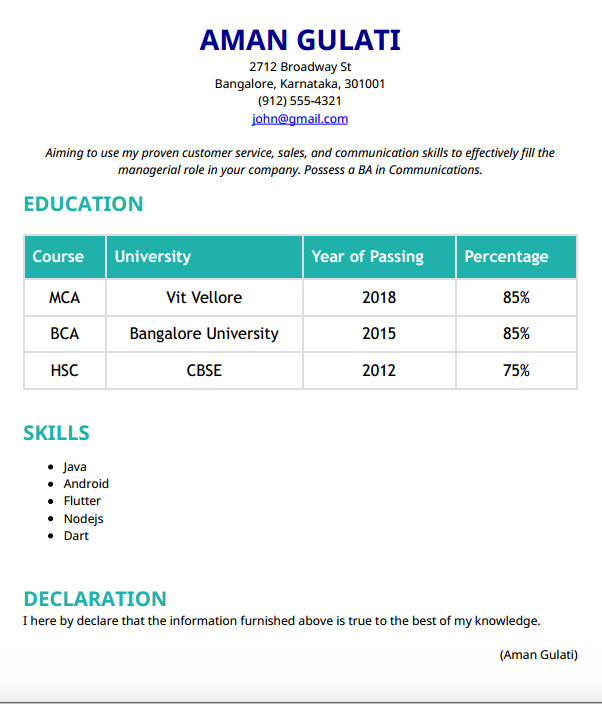 AMAN GULATI
2712 Broadway St
Bangalore, Karnataka, 301001
(912) 555-4321
john@gmail.com
Aiming to use my proven customer service, sales, and communication skills to effectively fill the
managerial role in your company. Possess a BA in Communications.
EDUCATION
Course University Year of Passing Percentage
MCA Vit Vellore 2018 85%
BCA Bangalore University 2015 85%
HSC CBSE 2012 75%
SKILLS
• Java
• Android
• Flutter
• Nodejs
• Dart
DECLARATION
I here by declare that the information furnished above is true to the best of my knowledge.
(Aman Gulati)